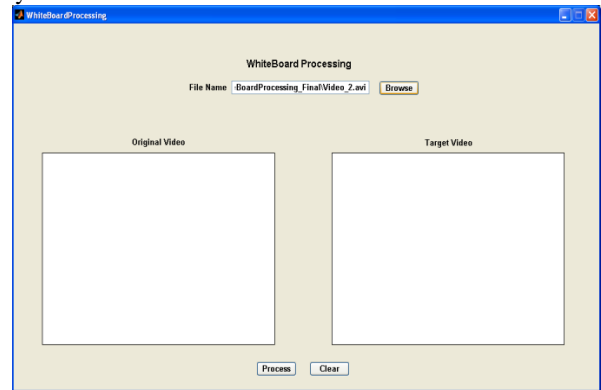 WhiteBoardProcessing
WhiteBoard Processing
File Name BoardProcessing_Final\Video_2.avi Browse
Original Video Target Video
Process Clear